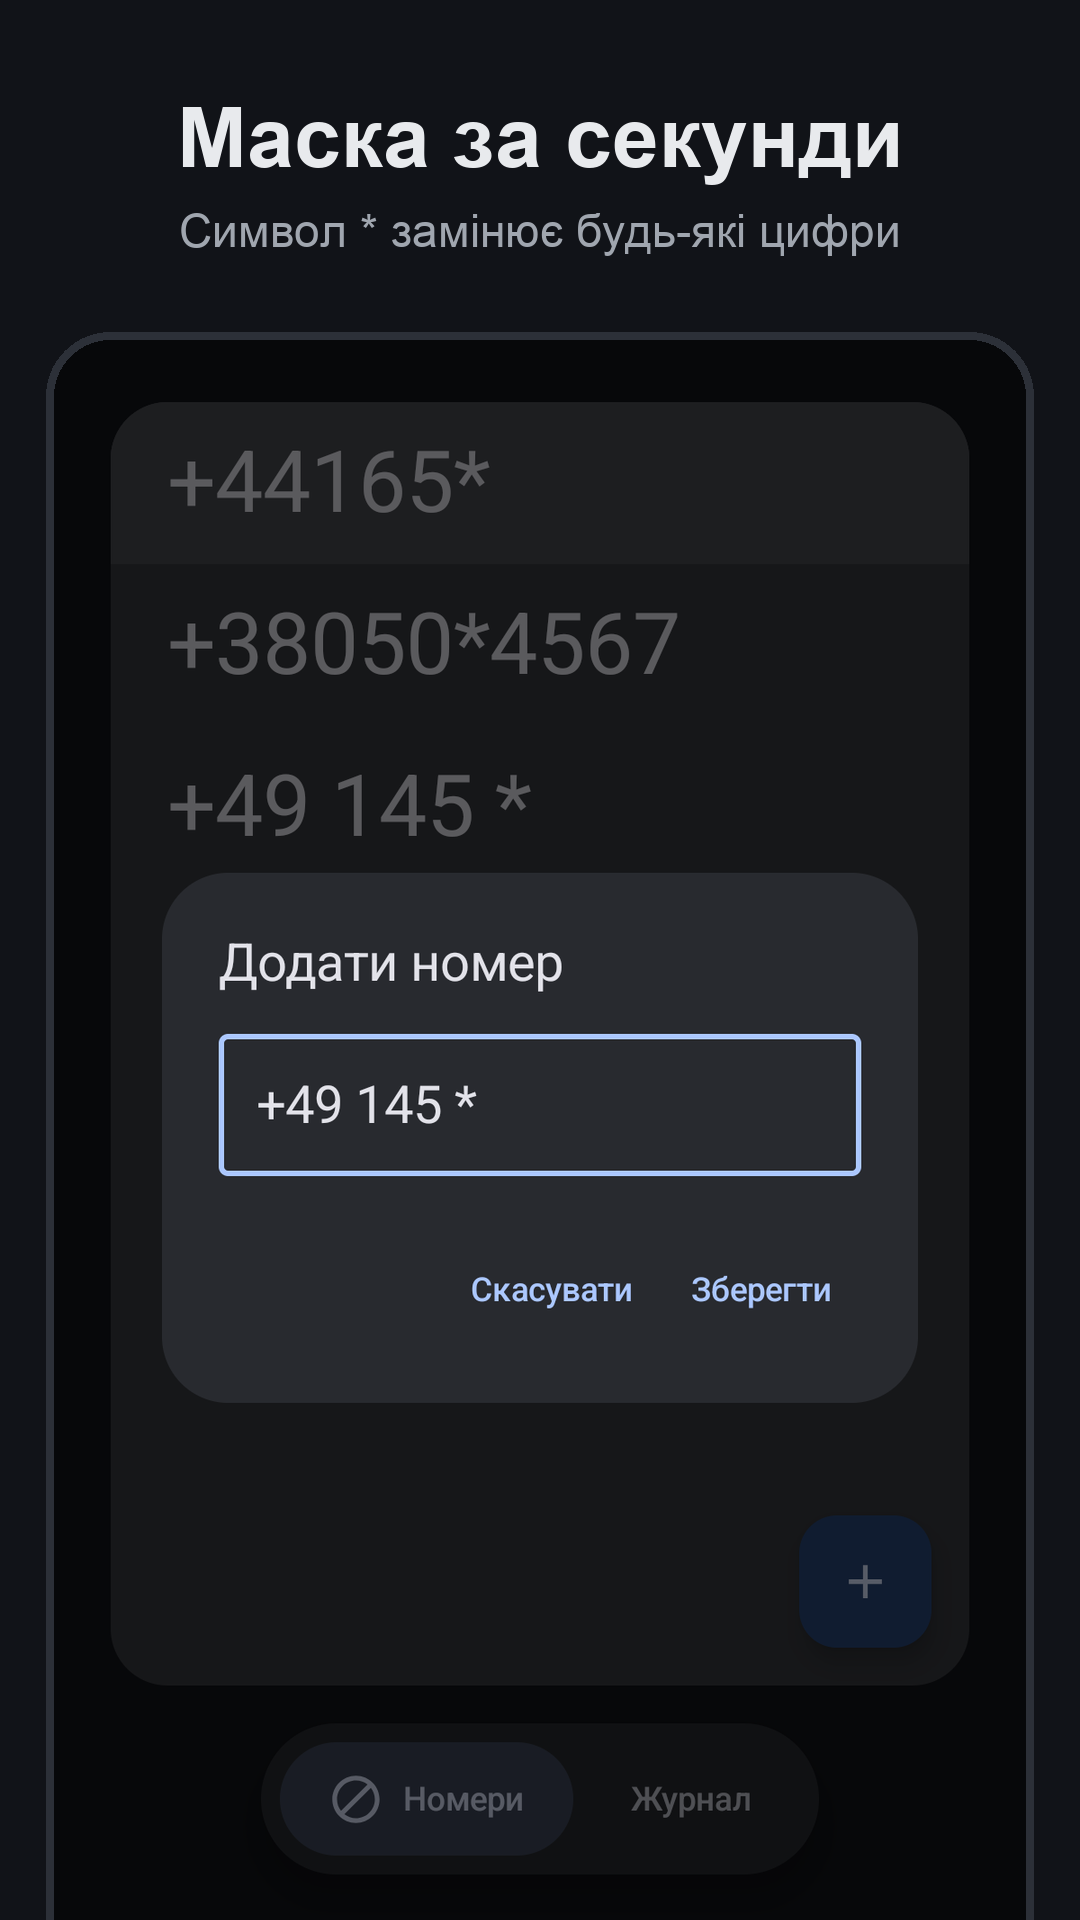 Маска за секунди
Символ * замінює будь-які цифри
+44165*
+38050*4567
+49 145 *
Додати номер
+49 145 *
Скасувати Зберегти
+
Номери Журнал